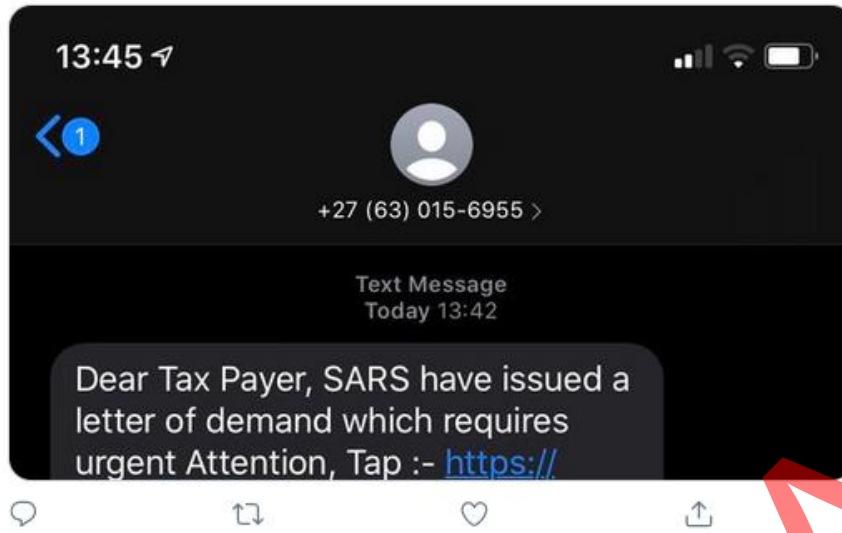 13:45
1
+27 (63) 015-6955 >
Text Message
Today 13:42
Dear Tax Payer, SARS have issued a
letter of demand which requires
urgent Attention, Tap :- https://